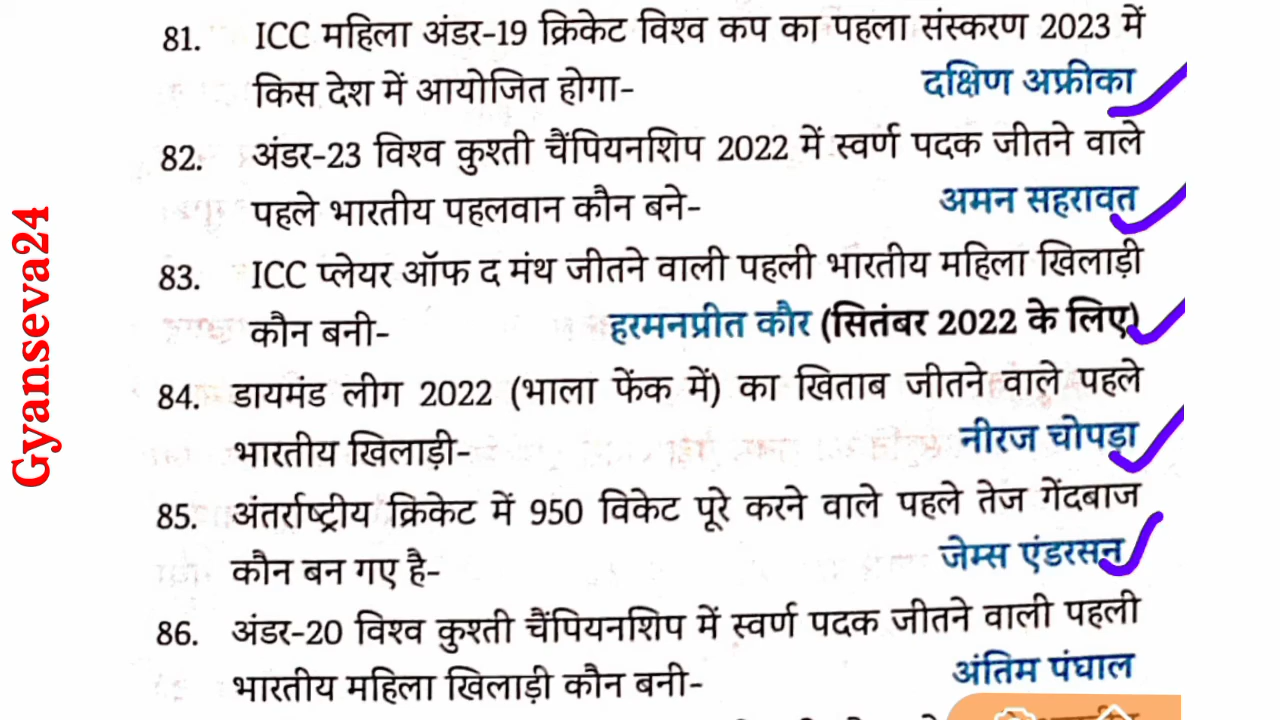 81. ICC महिला अंडर-19 क्रिकेट विश्व कप का पहला संस्करण 2023 में
किस देश में आयोजित होगा- दक्षिण अफ्रीका
82. अंडर-23 विश्व कुश्ती चैंपियनशिप 2022 में स्वर्ण पदक जीतने वाले
पहले भारतीय पहलवान कौन बने- अमन सहरावत
83. ICC प्लेयर ऑफ द मंथ जीतने वाली पहली भारतीय महिला खिलाड़ी
कौन बनी- हरमनप्रीत कौर (सितंबर 2022 के लिए)
84. डायमंड लीग 2022 (भाला फेंक में) का खिताब जीतने वाले पहले
भारतीय खिलाड़ी- नीरज चोपड़ा
85. अंतर्राष्ट्रीय क्रिकेट में 950 विकेट पूरे करने वाले पहले तेज गेंदबाज
कौन बन गए है- जेम्स एंडरसन
86. अंडर-20 विश्व कुश्ती चैंपियनशिप में स्वर्ण पदक जीतने वाली पहली
भारतीय महिला खिलाड़ी कौन बनी- अंतिम पंघाल
Gyanseva24